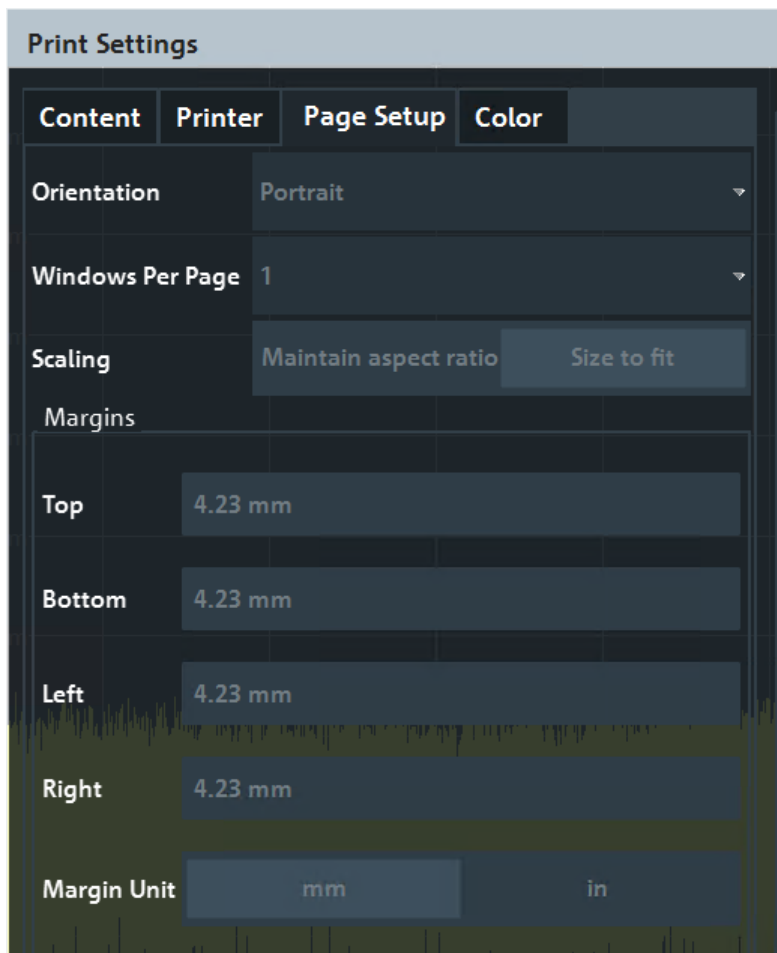 Print Settings
Content Printer Page Setup Color
Orientation Portrait
Windows Per Page 1
Scaling Maintain aspect ratio Size to fit
Margins
Top 4.23 mm
Bottom 4.23 mm
Left 4.23 mm
Right 4.23 mm
Margin Unit mm in